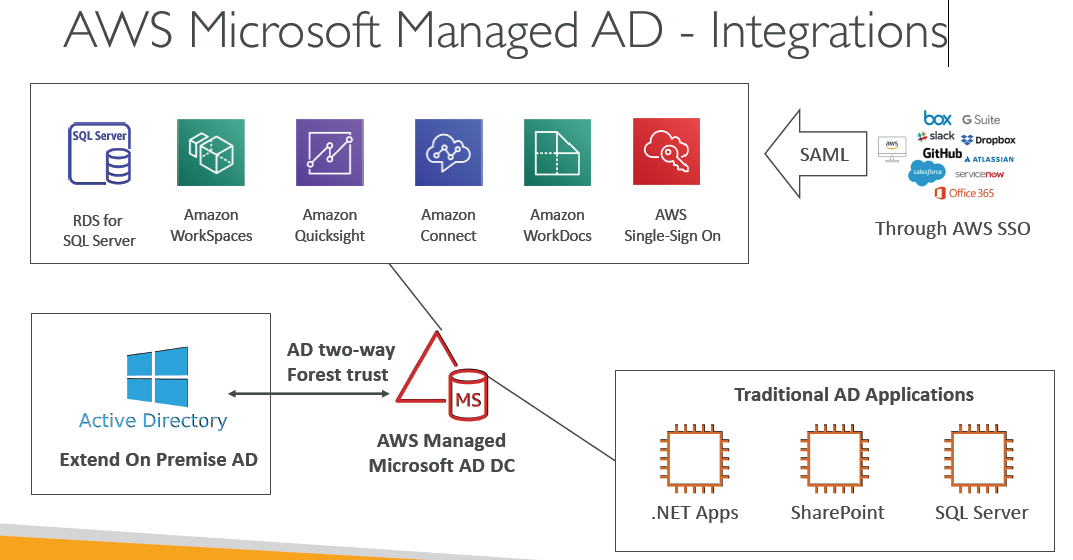 AWS Microsoft Managed AD - Integrations
SQL Server
RDS for
SQL Server
Amazon
WorkSpaces
Amazon
Quicksight
Amazon
Connect
Amazon
WorkDocs
AWS
Single-Sign On
SAML
box
G Suite
slack
Dropbox
aws
GitHub
ATLASSIAN
salesforce
servicenow
Office 365
Through AWS SSO
Active Directory
Extend On Premise AD
AD two-way
Forest trust
MS
AWS Managed
Microsoft AD DC
Traditional AD Applications
.NET Apps
SharePoint
SQL Server